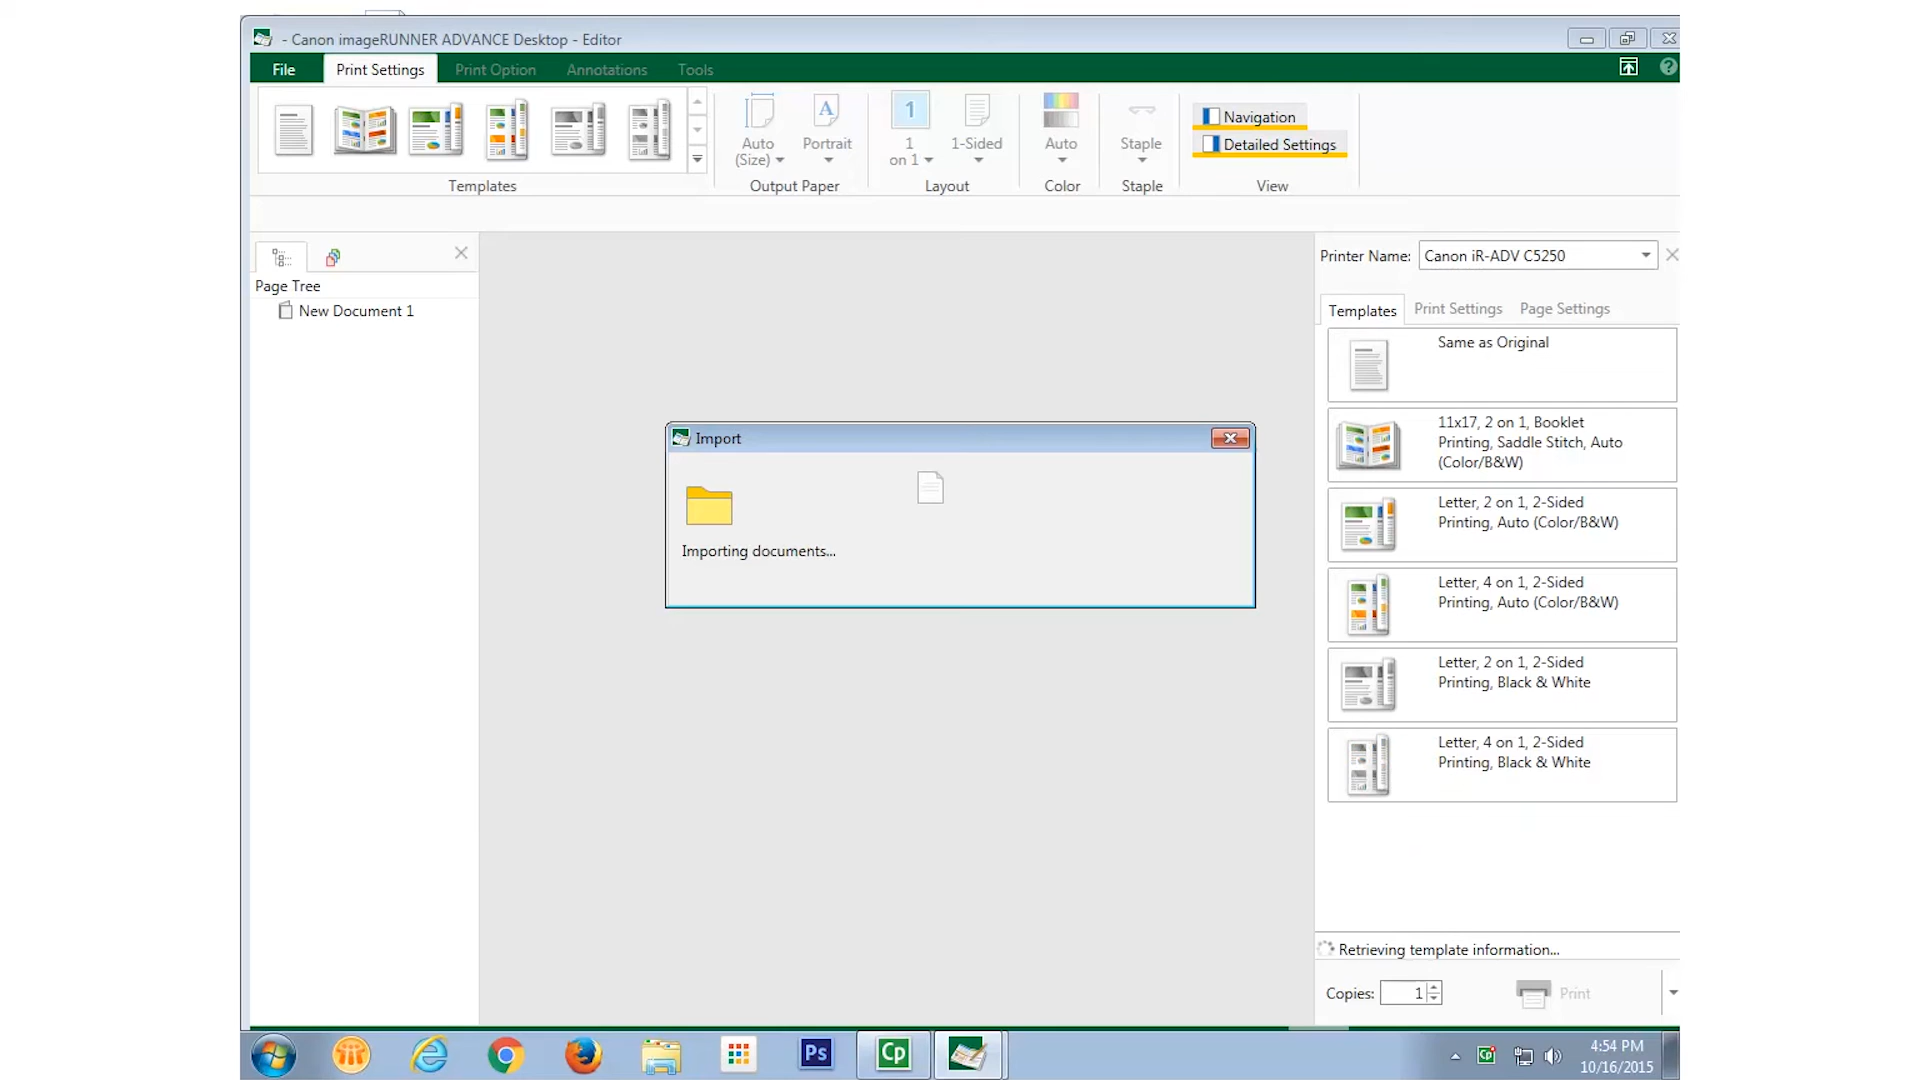 - Canon imageRUNNER ADVANCE Desktop - Editor
File Print Settings Print Option Annotations Tools
Auto (Size)
Portrait
1
1 on 1
1-Sided
Auto
Staple
Navigation
Detailed Settings
Templates
Output Paper
Layout
Color
Staple
View
Page Tree
New Document 1
Import
Importing documents...
Printer Name: Canon iR-ADV C5250
Templates Print Settings Page Settings
Same as Original
11x17, 2 on 1, Booklet
Printing, Saddle Stitch, Auto
(Color/B&W)
Letter, 2 on 1, 2-Sided
Printing, Auto (Color/B&W)
Letter, 4 on 1, 2-Sided
Printing, Auto (Color/B&W)
Letter, 2 on 1, 2-Sided
Printing, Black & White
Letter, 4 on 1, 2-Sided
Printing, Black & White
Retrieving template information...
Copies: 1 Print
Ps
Cp
Cp
4:54 PM
10/16/2015